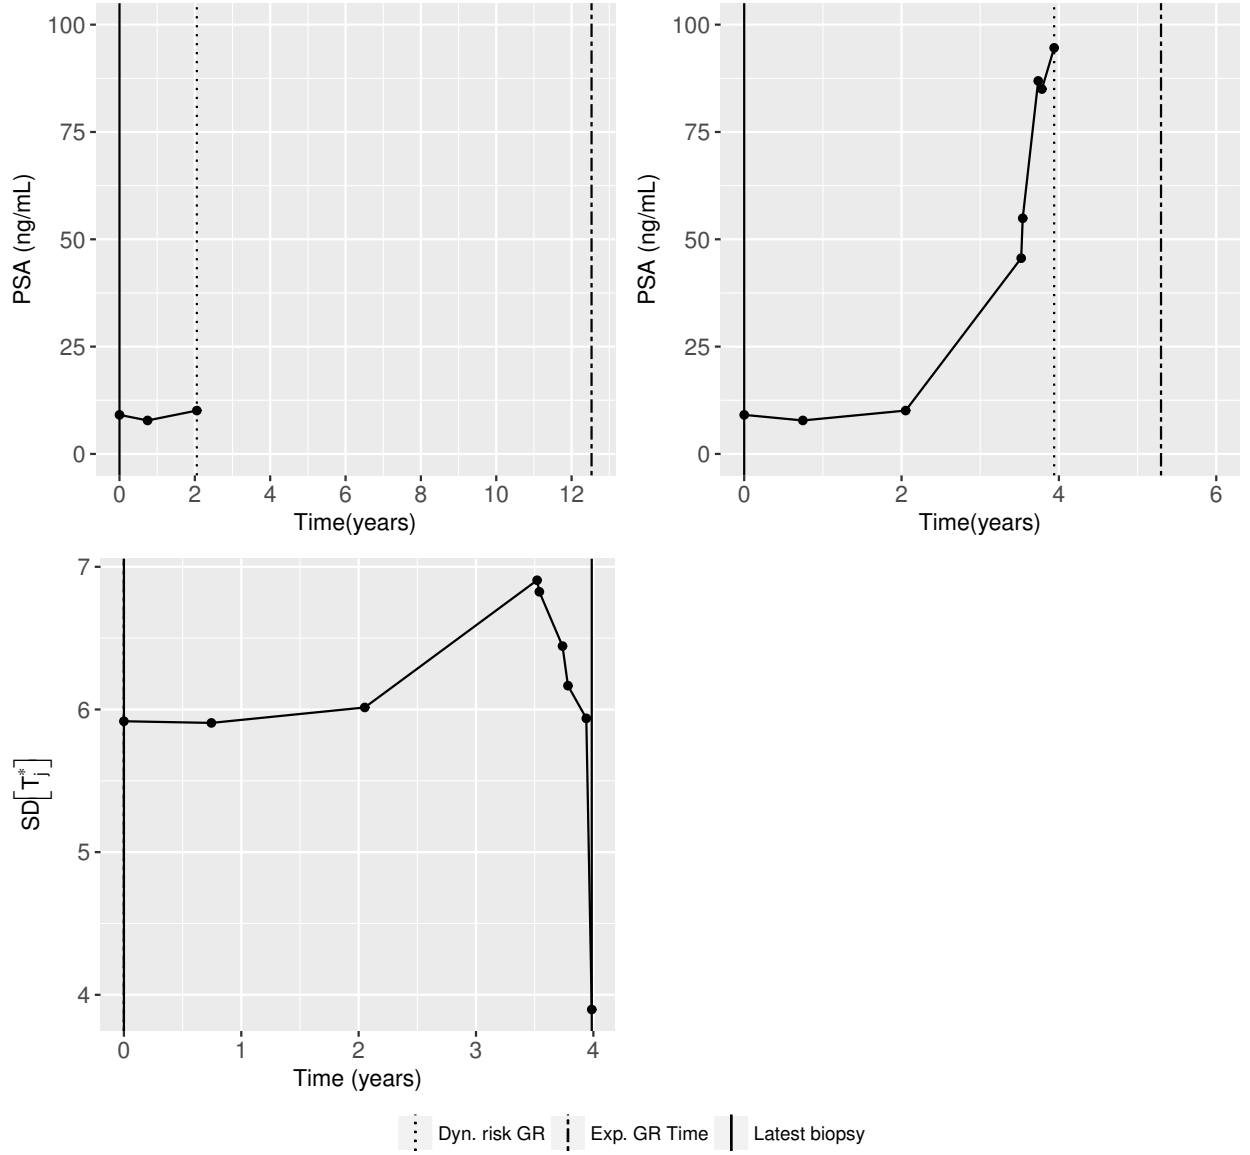 100
75
50
25
0
PSA (ng/mL)
0 2 4 6 8 10 12
Time(years)
100
75
50
25
0
PSA (ng/mL)
0 2 4 6
Time(years)
7
6
5
4
SD[T*j]
0 1 2 3 4
Time (years)
Dyn. risk GR Exp. GR Time Latest biopsy